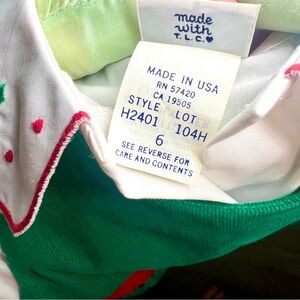 made
with
T.L.C.
MADE IN USA
RN 57420
CA 19505
STYLE LOT
H2401 104H
6
SEE REVERSE FOR
CARE AND CONTENTS